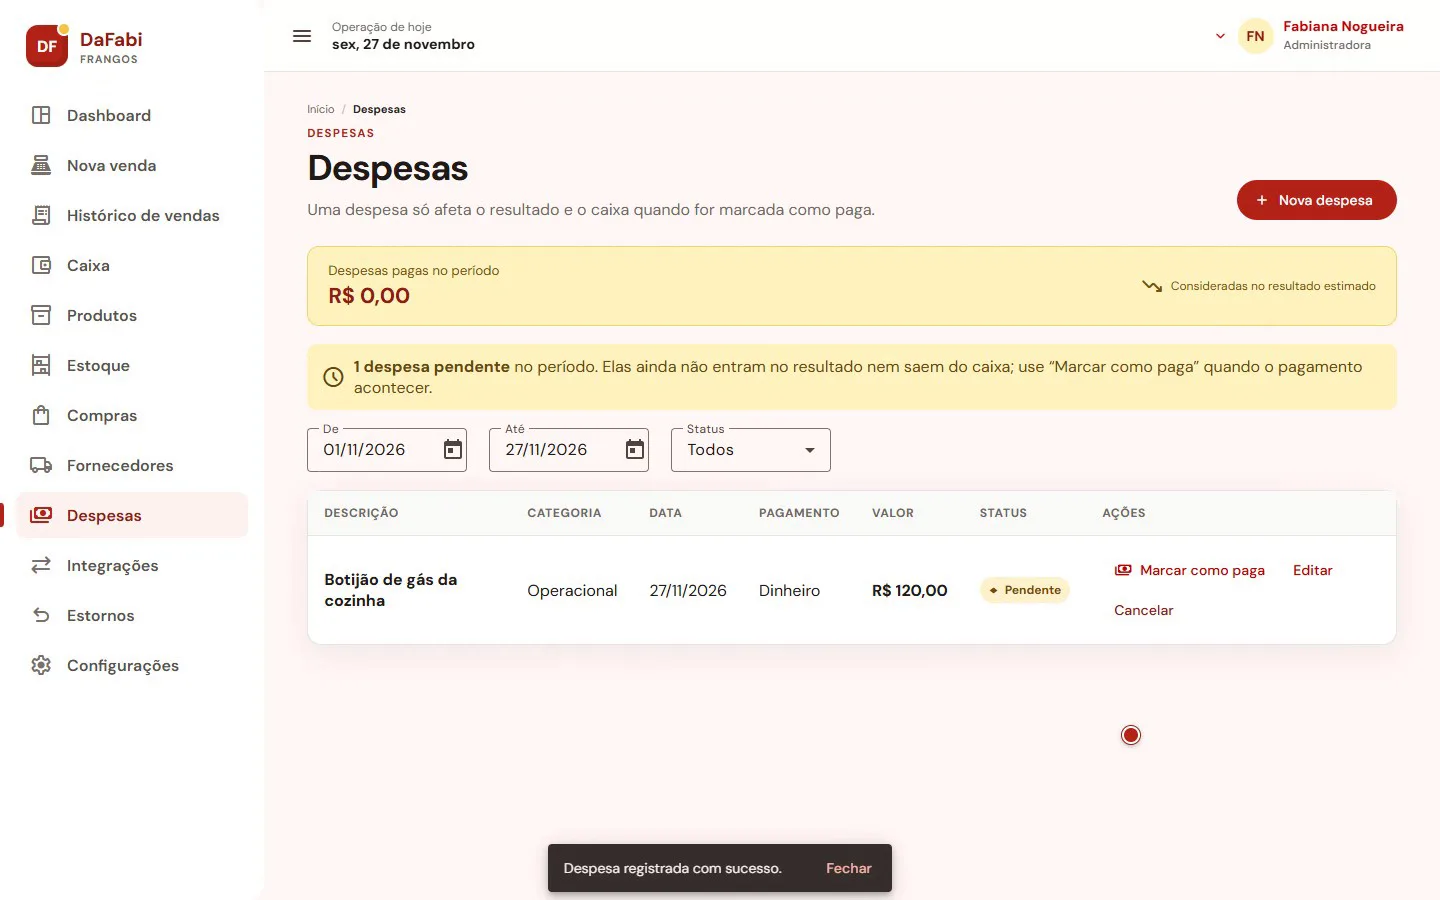 DF
DaFabi
FRANGOS
Dashboard
Nova venda
Histórico de vendas
Caixa
Produtos
Estoque
Compras
Fornecedores
Despesas
Integrações
Estornos
Configurações
Operação de hoje
sex, 27 de novembro
FN
Fabiana Nogueira
Administradora
Início / Despesas
DESPESAS
Despesas
Uma despesa só afeta o resultado e o caixa quando for marcada como paga.
+ Nova despesa
Despesas pagas no período
R$ 0,00
Consideradas no resultado estimado
1 despesa pendente no período. Elas ainda não entram no resultado nem saem do caixa; use “Marcar como paga” quando o pagamento
acontecer.
De
01/11/2026
Até
27/11/2026
Status
Todos
DESCRIÇÃO CATEGORIA DATA PAGAMENTO VALOR STATUS AÇÕES
Botijão de gás da
cozinha
Operacional
27/11/2026
Dinheiro
R$ 120,00
Pendente
Marcar como paga
Editar
Cancelar
Despesa registrada com sucesso.
Fechar